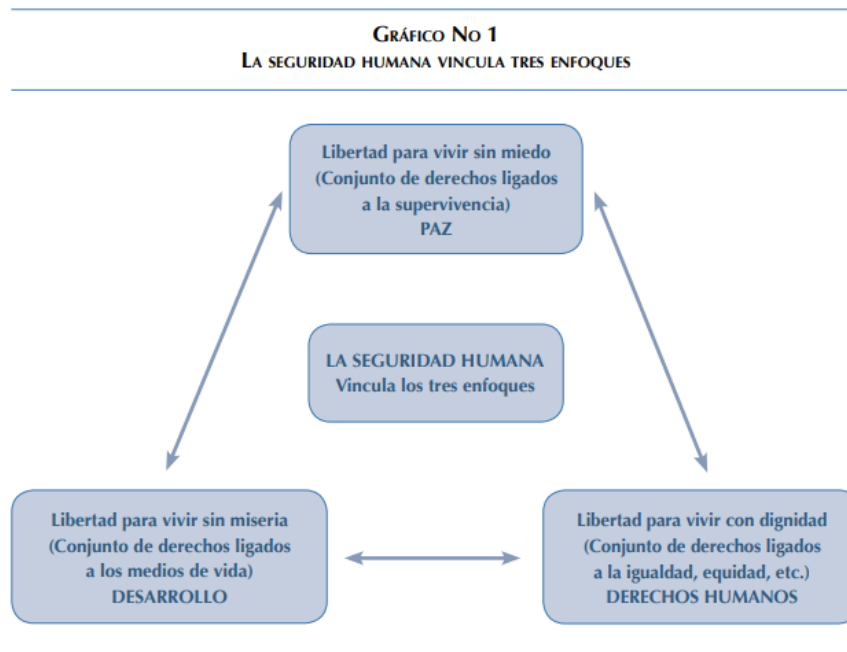 GRÁFICO NO 1
LA SEGURIDAD HUMANA VINCULA TRES ENFOQUES
Libertad para vivir sin miedo
(Conjunto de derechos ligados
a la supervivencia)
PAZ
LA SEGURIDAD HUMANA
Vincula los tres enfoques
Libertad para vivir sin miseria
(Conjunto de derechos ligados
a los medios de vida)
DESARROLLO
Libertad para vivir con dignidad
(Conjunto de derechos ligados
a la igualdad, equidad, etc.)
DERECHOS HUMANOS